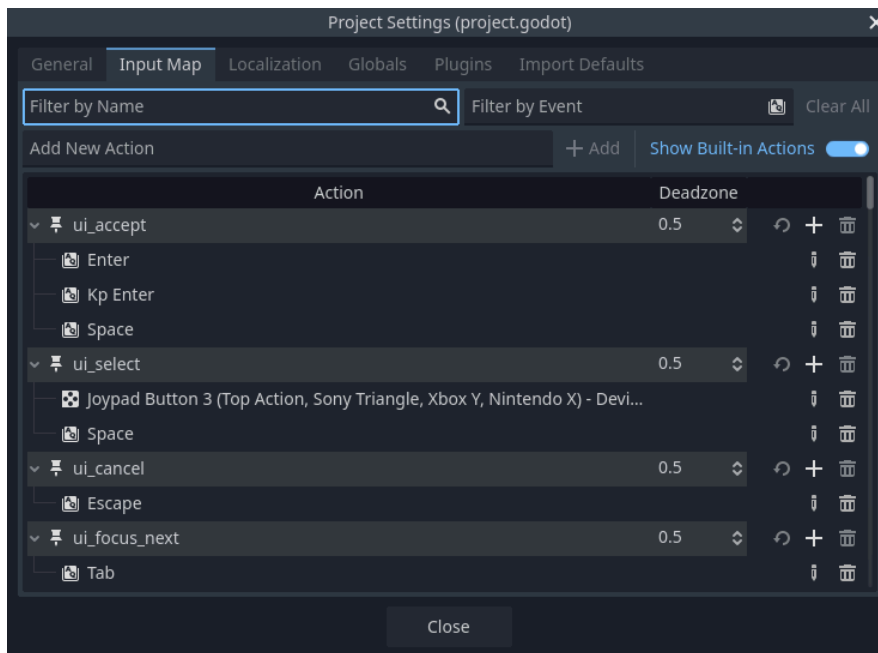 Project Settings (project.godot)
General Input Map Localization Globals Plugins Import Defaults
Filter by Name Filter by Event Clear All
Add New Action + Add Show Built-in Actions
Action Deadzone
ui_accept 0.5
Enter
Kp Enter
Space
ui_select 0.5
Joypad Button 3 (Top Action, Sony Triangle, Xbox Y, Nintendo X) - Devi...
Space
ui_cancel 0.5
Escape
ui_focus_next 0.5
Tab
Close